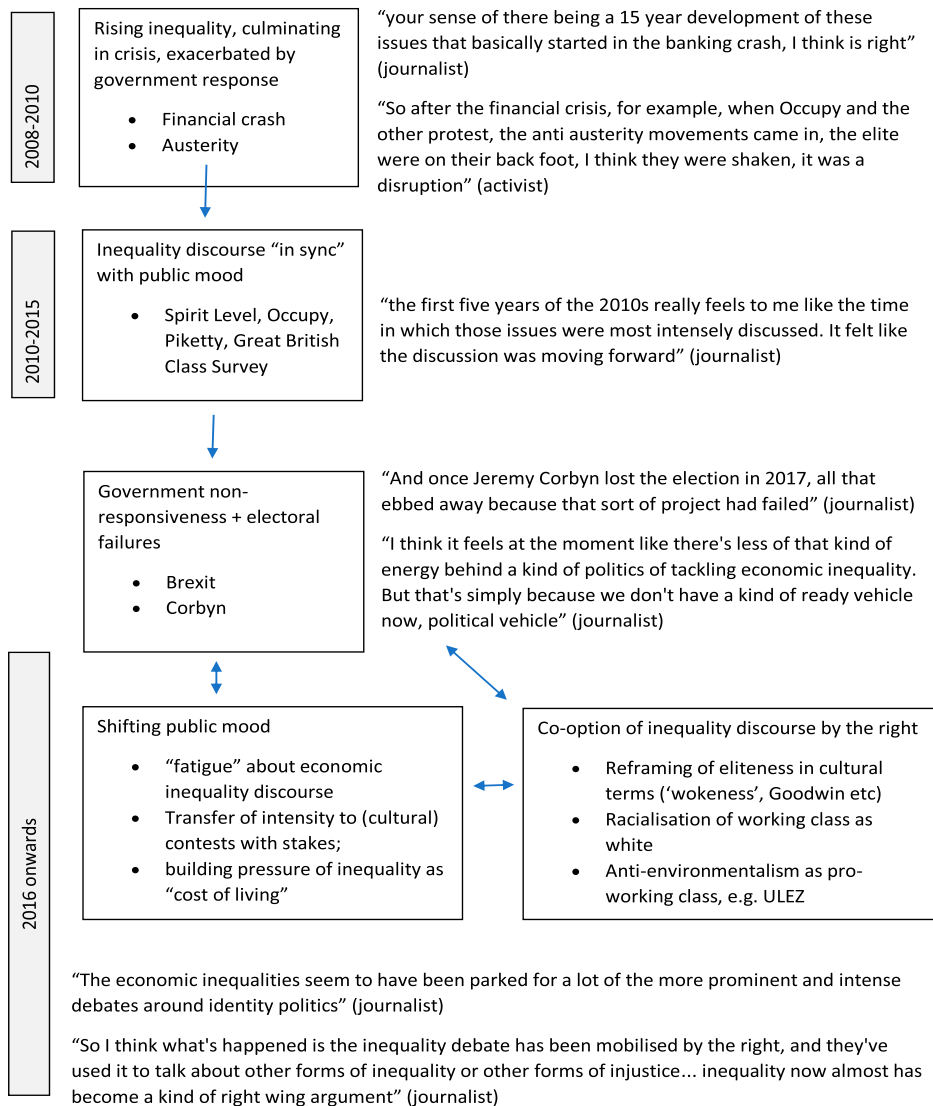 2008-2010
Rising inequality, culminating
in crisis, exacerbated by
government response
• Financial crash
• Austerity
“your sense of there being a 15 year development of these
issues that basically started in the banking crash, I think is right”
(journalist)
“So after the financial crisis, for example, when Occupy and the
other protest, the anti austerity movements came in, the elite
were on their back foot, I think they were shaken, it was a
disruption” (activist)
2010-2015
Inequality discourse “in sync”
with public mood
• Spirit Level, Occupy,
Piketty, Great British
Class Survey
“the first five years of the 2010s really feels to me like the time
in which those issues were most intensely discussed. It felt like
the discussion was moving forward” (journalist)
Government non-
responsiveness + electoral
failures
• Brexit
• Corbyn
“And once Jeremy Corbyn lost the election in 2017, all that
ebbed away because that sort of project had failed” (journalist)
“I think it feels at the moment like there's less of that kind of
energy behind a kind of politics of tackling economic inequality.
But that's simply because we don't have a kind of ready vehicle
now, political vehicle” (journalist)
2016 onwards
Shifting public mood
• “fatigue” about economic
inequality discourse
• Transfer of intensity to (cultural)
contests with stakes;
• building pressure of inequality as
“cost of living”
Co-option of inequality discourse by the right
• Reframing of eliteness in cultural
terms (‘wokeness’, Goodwin etc)
• Racialisation of working class as
white
• Anti-environmentalism as pro-
working class, e.g. ULEZ
“The economic inequalities seem to have been parked for a lot of the more prominent and intense
debates around identity politics” (journalist)
“So I think what's happened is the inequality debate has been mobilised by the right, and they've
used it to talk about other forms of inequality or other forms of injustice... inequality now almost has
become a kind of right wing argument” (journalist)